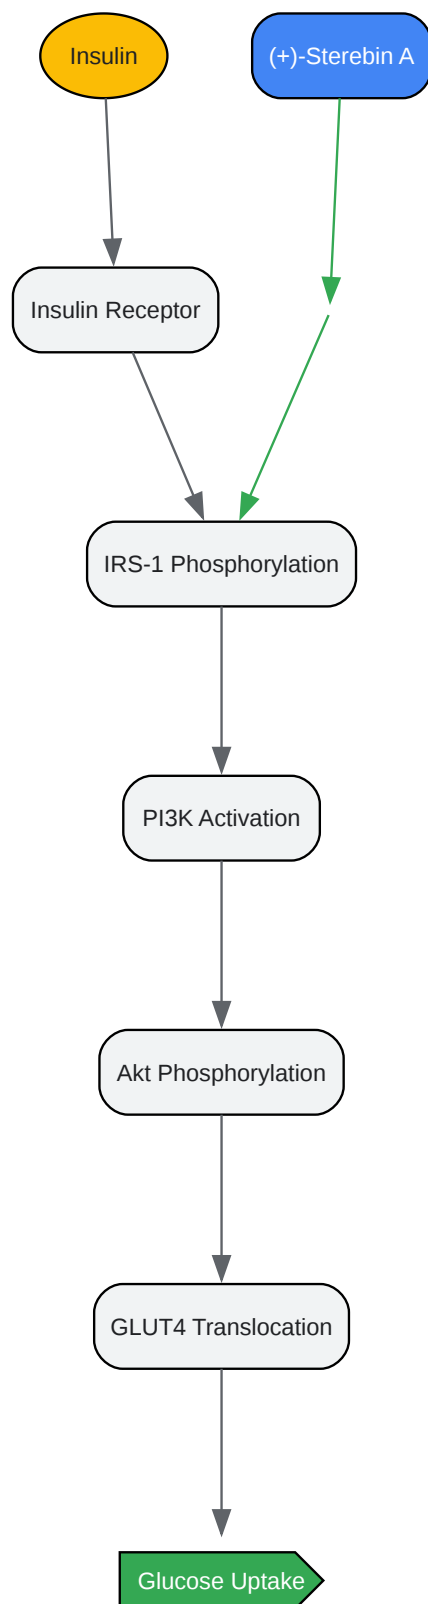 Insulin
(+)-Sterebin A
Insulin Receptor
IRS-1 Phosphorylation
PI3K Activation
Akt Phosphorylation
GLUT4 Translocation
Glucose Uptake